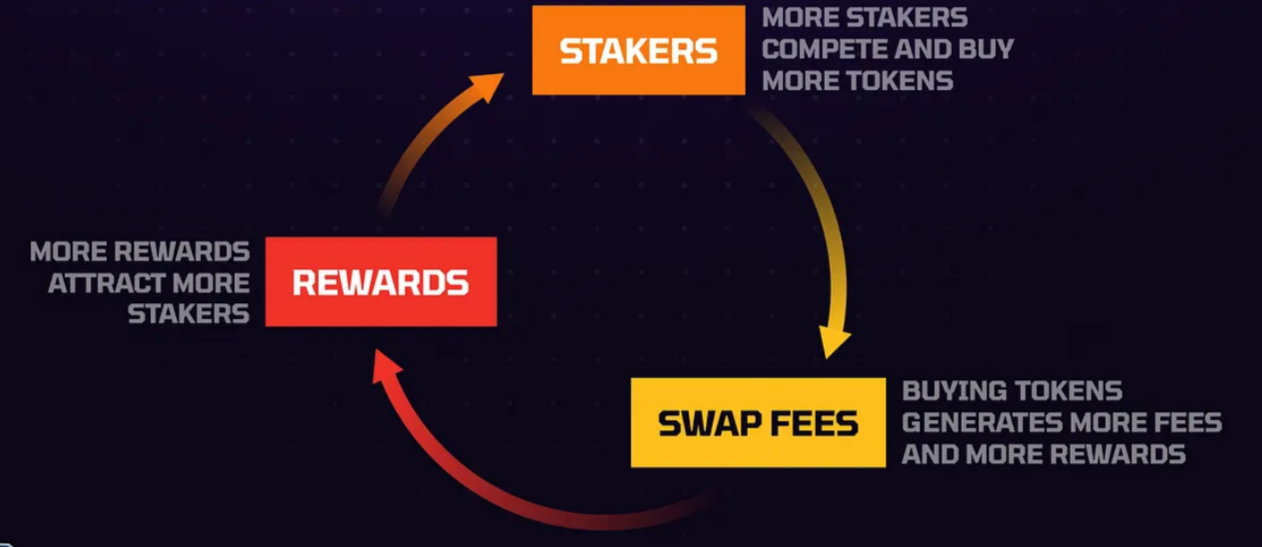 STAKERS
MORE STAKERS
COMPETE AND BUY
MORE TOKENS
MORE REWARDS
ATTRACT MORE
STAKERS
REWARDS
SWAP FEES
BUYING TOKENS
GENERATES MORE FEES
AND MORE REWARDS